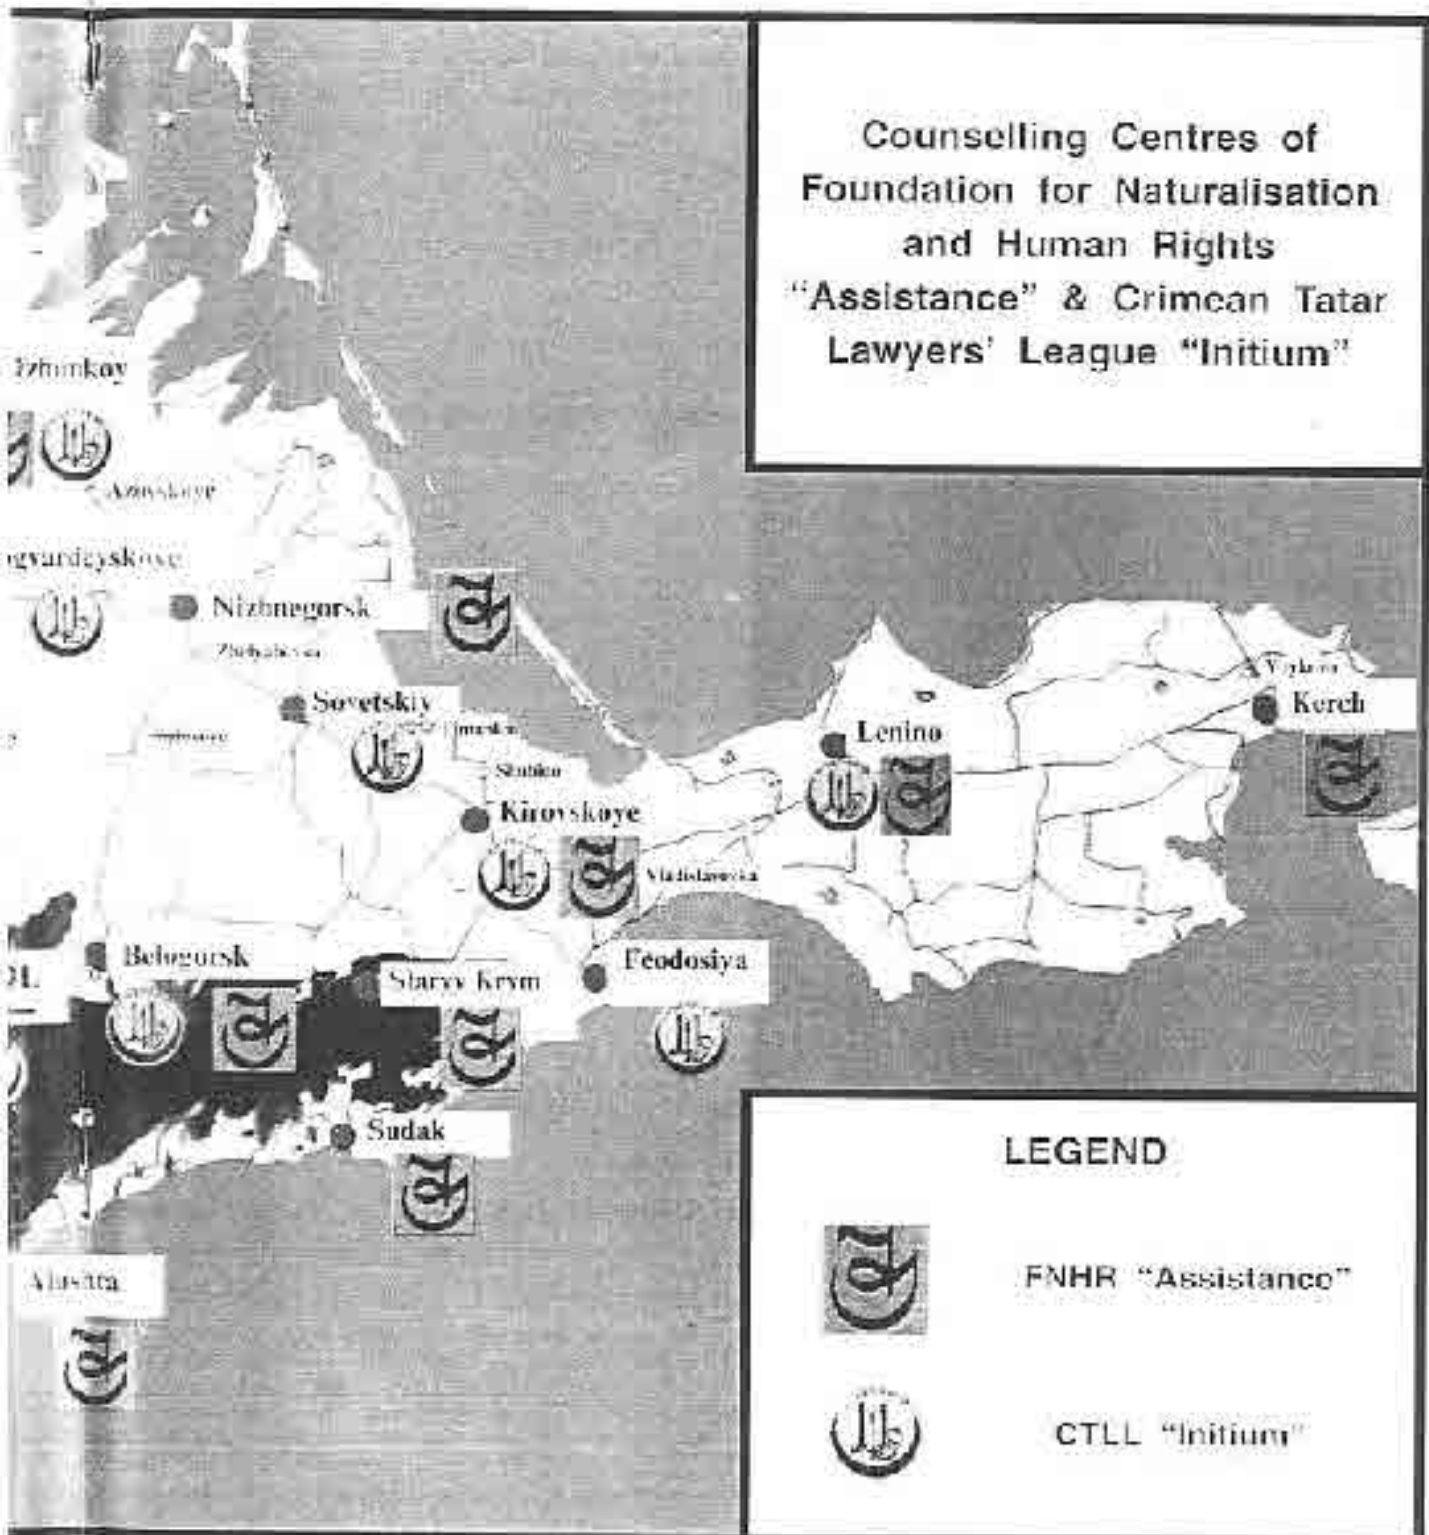 Counselling Centres of
Foundation for Naturalisation
and Human Rights
"Assistance" & Crimean Tatar
Lawyers' League "Initium"
Nizhnegorsk
Sovetskiy
Kirovskoye
Vladislavovka
Lenino
Kerch
Belogorsk
Staryy Krym
Feodosiya
Sudak
Alushta
LEGEND
FNHR "Assistance"
CTLL "Initium"